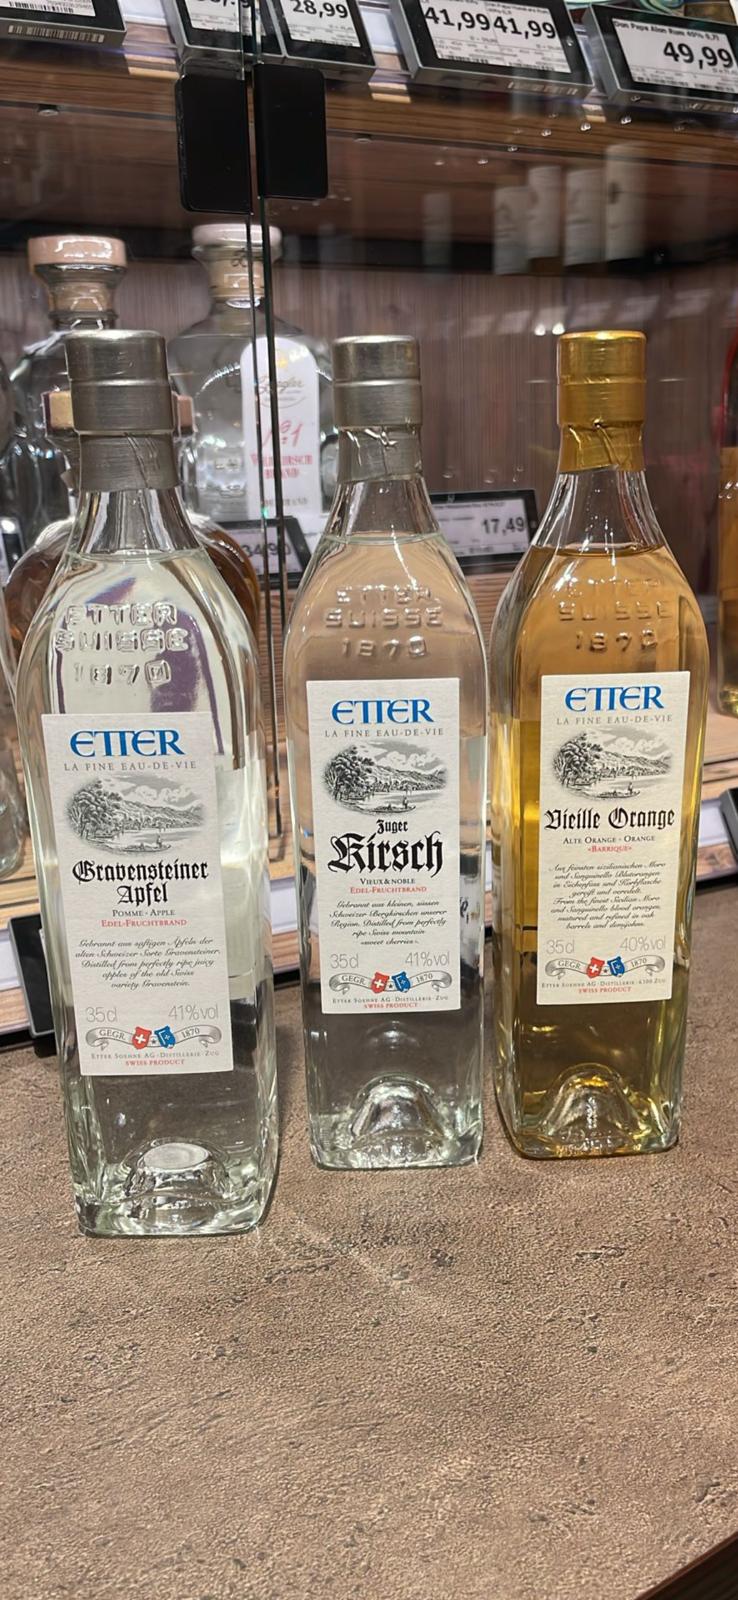 28,99
41,99
41,99
Don Papa
49,99
17,49
34,90
ETTER
SUISSE
1870
ETTER
LA FINE EAU-DE-VIE
Gravensteiner
Apfel
POMME · APPLE
EDEL-FRUCHTBRAND
Gebrannt aus saftigen Äpfeln der
alten Schweizer Sorte Gravensteiner.
Distilled from perfectly ripe juicy
apples of the old Swiss
variety Gravenstein.
35cl 41%vol
GEGR. 1870
ETTER SOEHNE AG · DISTILLERIE · ZUG
SWISS PRODUCT
ETTER
SUISSE
1870
ETTER
LA FINE EAU-DE-VIE
Zuger
Kirsch
VIEUX & NOBLE
EDEL-FRUCHTBRAND
Gebrannt aus kleinen, süssen
Schweizer Bergkirschen unserer
Region. Distilled from perfectly
ripe Swiss mountain
«sweet cherries».
35cl 41%vol
GEGR. 1870
ETTER SOEHNE AG · DISTILLERIE · ZUG
SWISS PRODUCT
ETTER
SUISSE
1870
ETTER
LA FINE EAU-DE-VIE
Vieille Orange
ALTE ORANGE · ORANGE
«BARRIQUE»
Aus feinsten sizilianischen Moro
und Sanguinello Blutorangen
in Eichenfass und Korbflasche
gereift und veredelt.
From the finest Sicilian Moro
and Sanguinello blood oranges,
matured and refined in oak
barrels and demijohns.
35cl 40%vol
GEGR. 1870
ETTER SOEHNE AG · DISTILLERIE · 6300 ZUG
SWISS PRODUCT